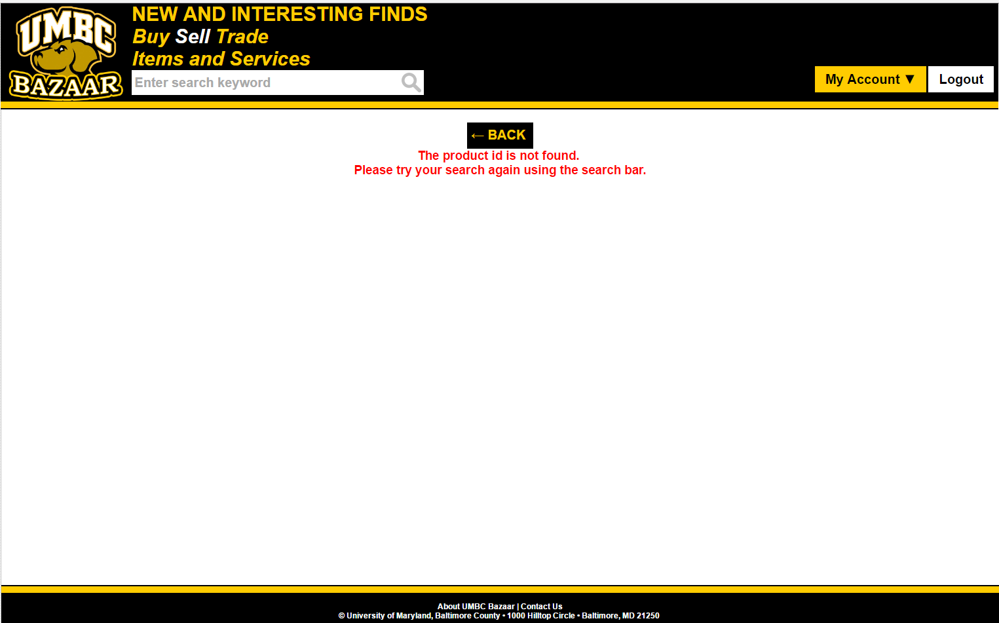 UMBC
BAZAAR
NEW AND INTERESTING FINDS
Buy Sell Trade
Items and Services
Enter search keyword
My Account ▼
Logout
← BACK
The product id is not found.
Please try your search again using the search bar.
About UMBC Bazaar | Contact Us
© University of Maryland, Baltimore County • 1000 Hilltop Circle • Baltimore, MD 21250